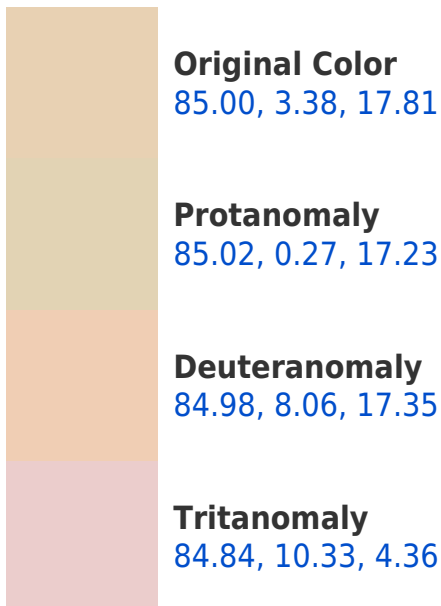 Original Color
85.00, 3.38, 17.81
Protanomaly
85.02, 0.27, 17.23
Deuteranomaly
84.98, 8.06, 17.35
Tritanomaly
84.84, 10.33, 4.36